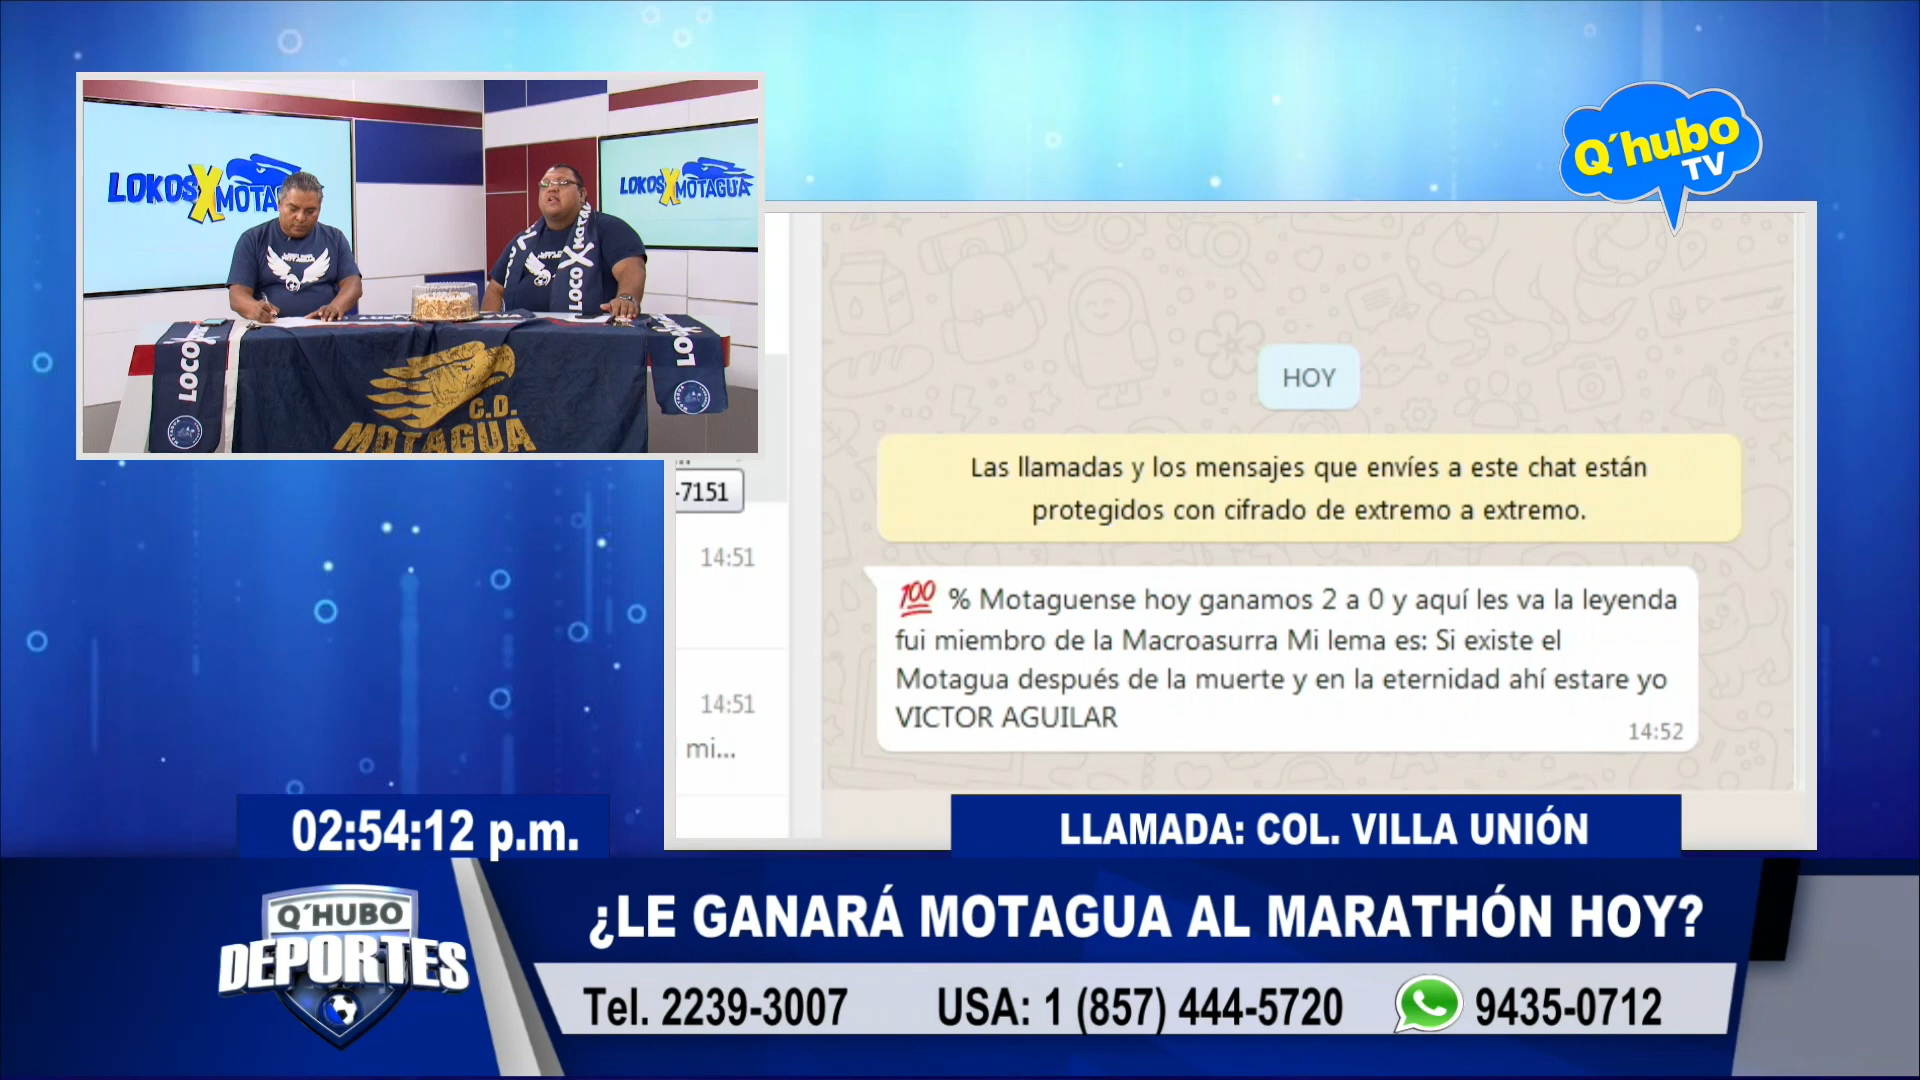 Q´hubo
TV
LOKOS X MOTA
LOKOS X MOTAGUA
LOCO X MOTA
LOCO
LO
C.D.
MOTAGUA
-7151
14:51
14:51
mi...
HOY
Las llamadas y los mensajes que envíes a este chat están
protegidos con cifrado de extremo a extremo.
💯 % Motaguense hoy ganamos 2 a 0 y aquí les va la leyenda
fui miembro de la Macroasurra Mi lema es: Si existe el
Motagua después de la muerte y en la eternidad ahí estare yo
VICTOR AGUILAR
14:52
02:54:12 p.m.
LLAMADA: COL. VILLA UNIÓN
Q´HUBO
DEPORTES
¿LE GANARÁ MOTAGUA AL MARATHÓN HOY?
Tel. 2239-3007 USA: 1 (857) 444-5720 9435-0712